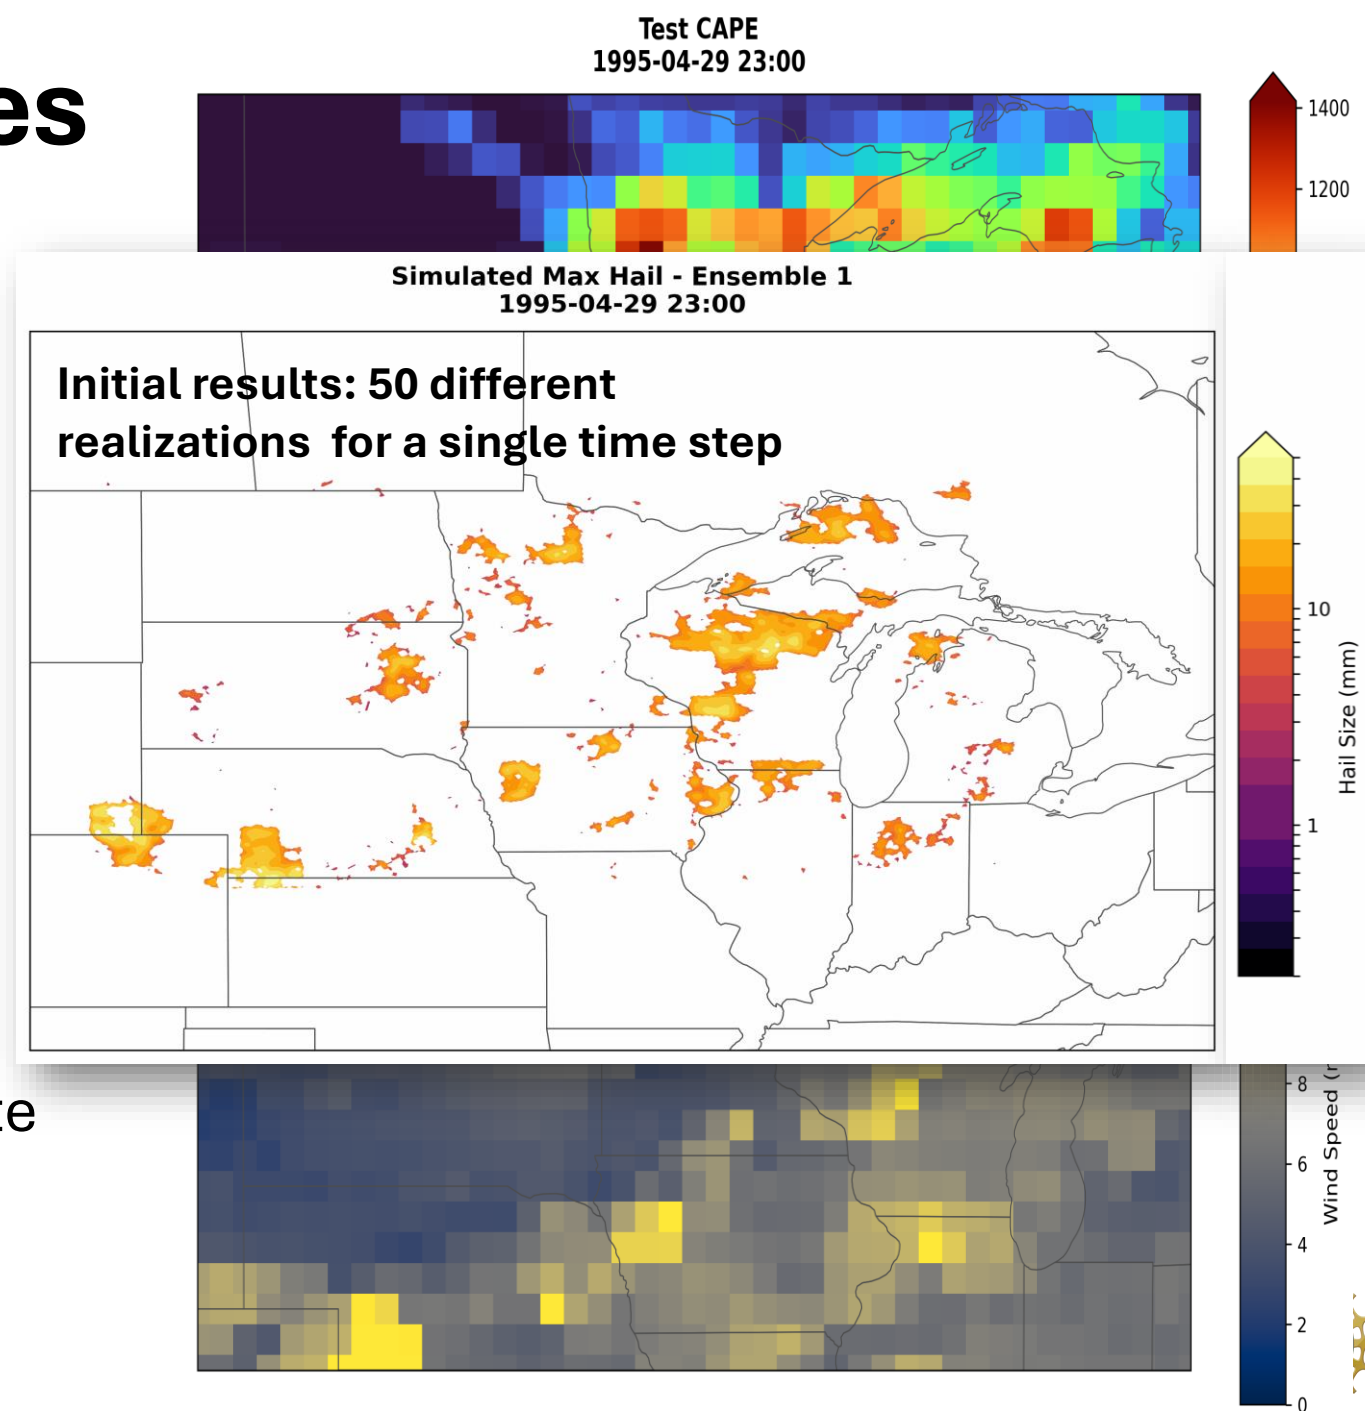 Test CAPE
1995-04-29 23:00
es
1400
1200
Simulated Max Hail - Ensemble 1
1995-04-29 23:00
Initial results: 50 different
realizations  for a single time step
10
1
Hail Size (mm)
te
8
6
4
2
0
Wind Speed (